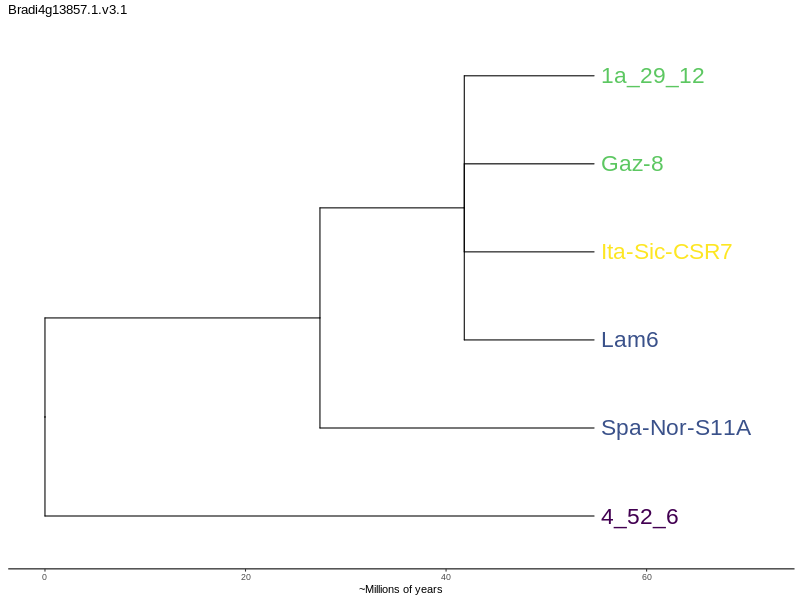 Bradi4g13857.1.v3.1
1a_29_12
Gaz-8
Ita-Sic-CSR7
Lam6
Spa-Nor-S11A
4_52_6
0 20 40 60
~Millions of years